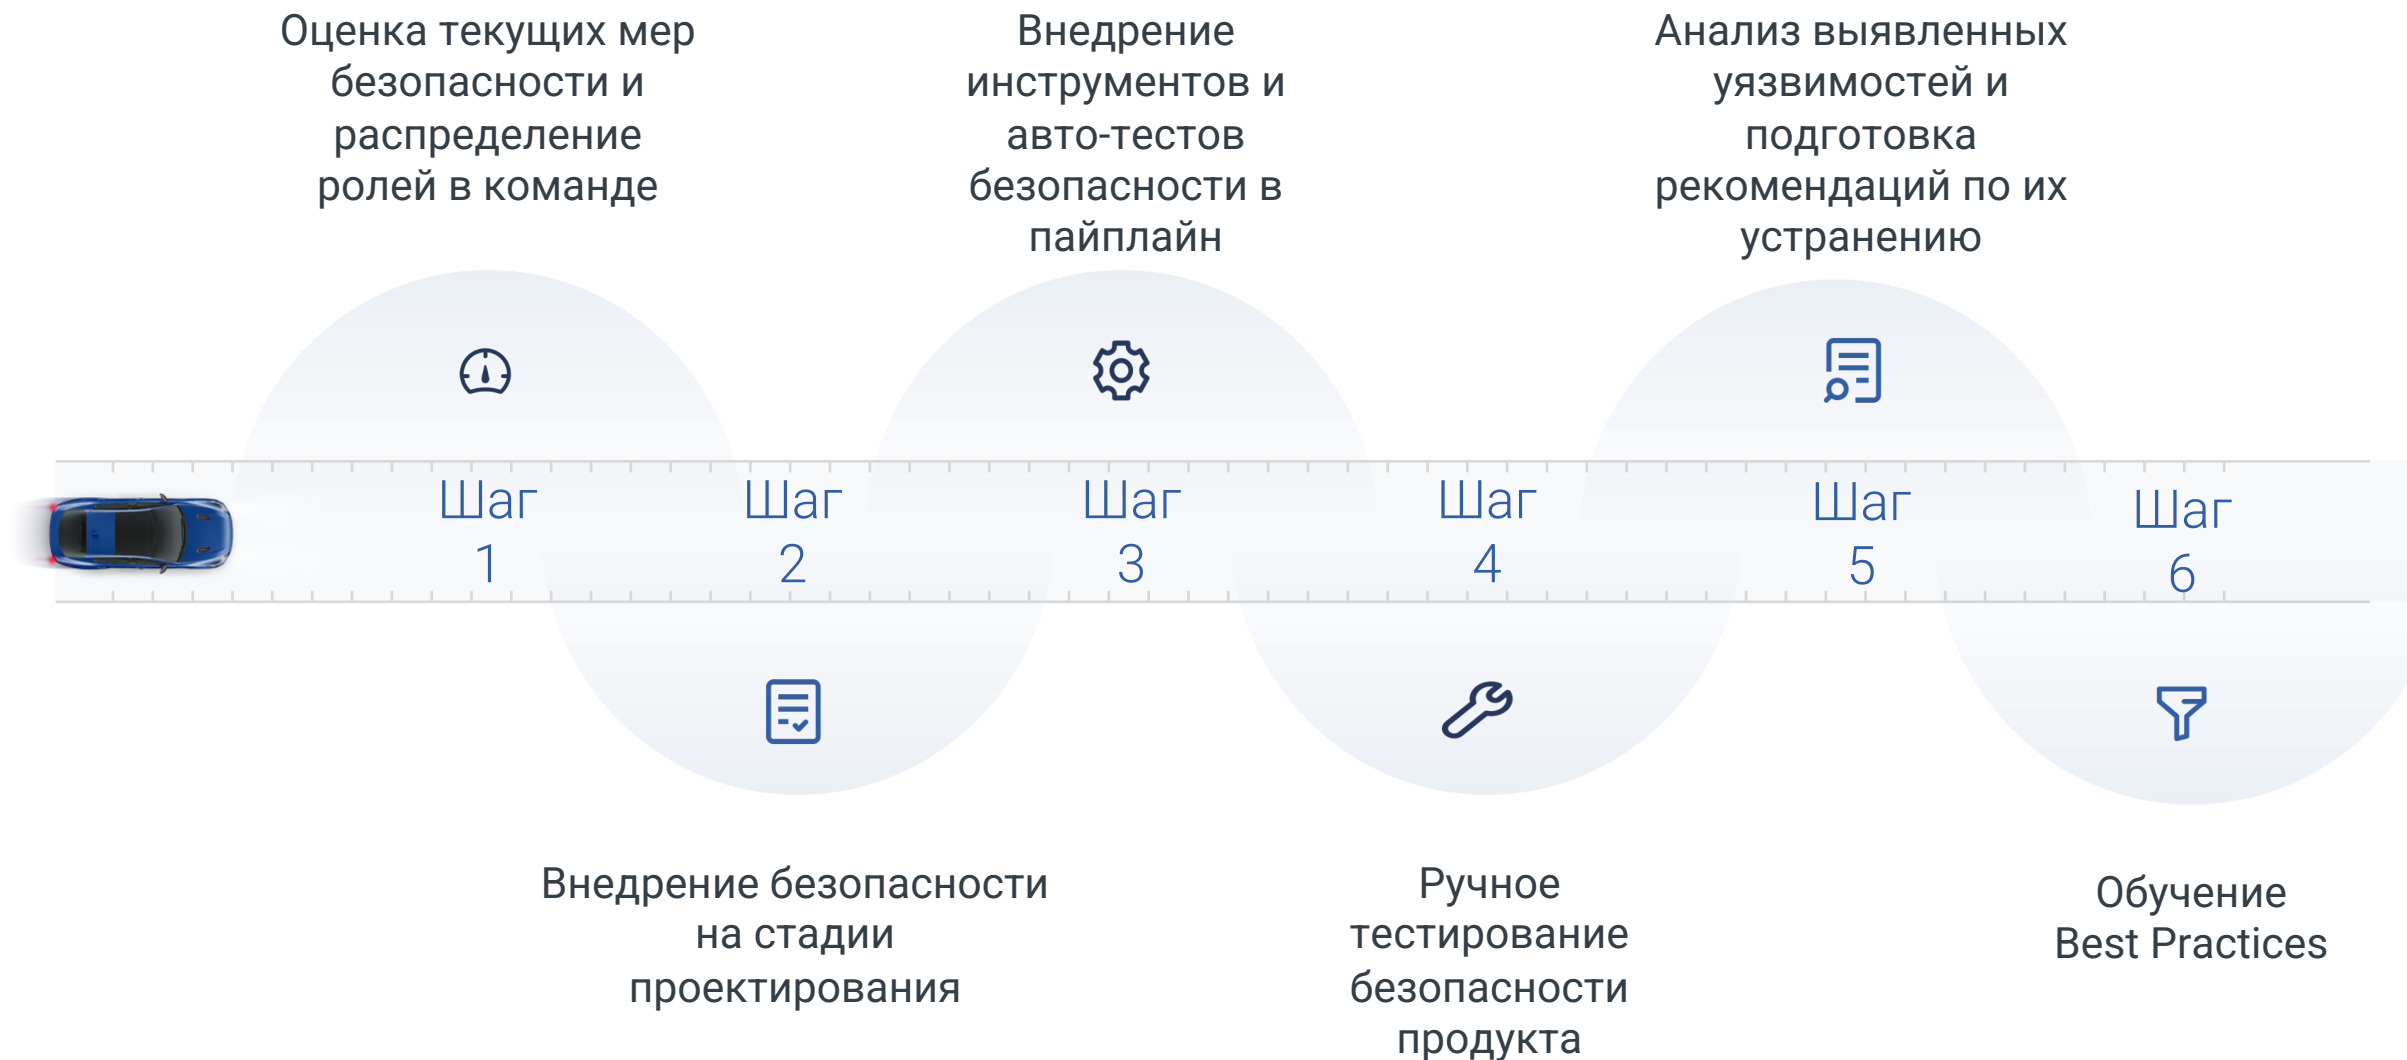 Оценка текущих мер
безопасности и
распределение
ролей в команде
Внедрение
инструментов и
авто-тестов
безопасности в
пайплайн
Анализ выявленных
уязвимостей и
подготовка
рекомендаций по их
устранению
Шаг
1
Шаг
2
Шаг
3
Шаг
4
Шаг
5
Шаг
6
Внедрение безопасности
на стадии
проектирования
Ручное
тестирование
безопасности
продукта
Обучение
Best Practices